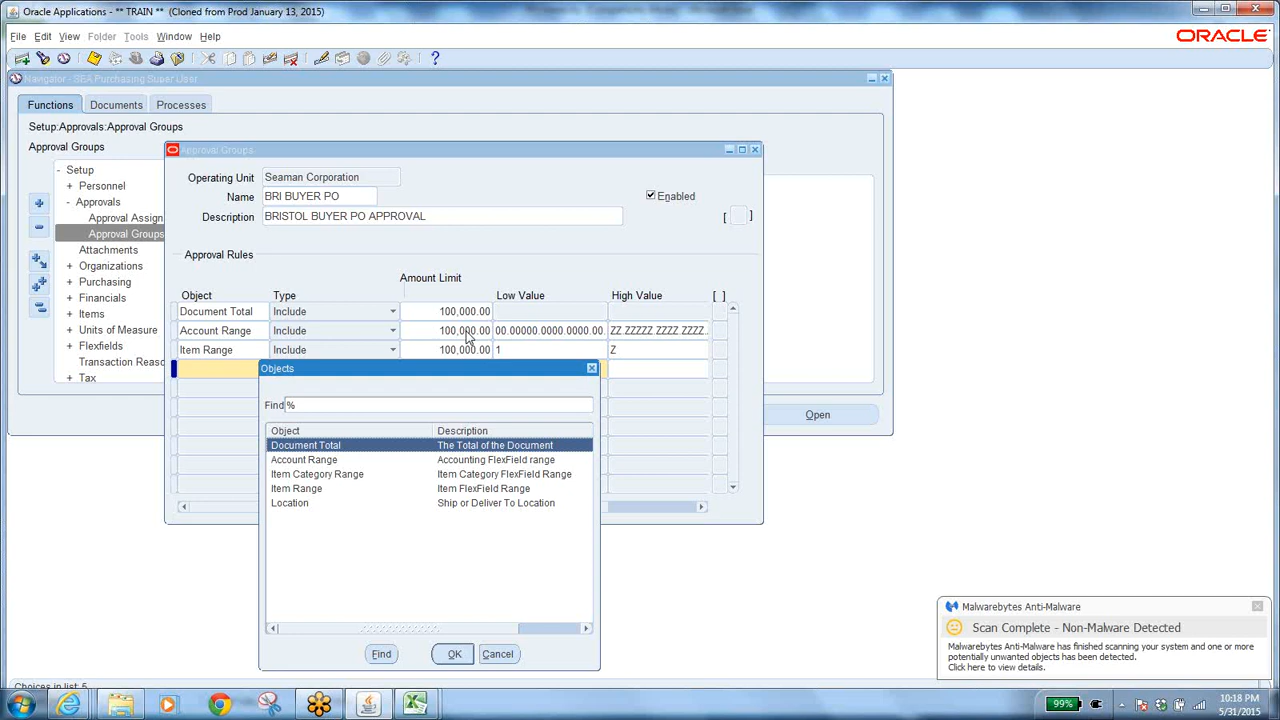 Oracle Applications - ** TRAIN ** (Cloned from Prod January 13, 2015)
File Edit View Folder Tools Window Help
ORACLE
Navigator - SEA Purchasing Super User
Functions Documents Processes
Setup:Approvals:Approval Groups
Approval Groups
- Setup
+ Personnel
- Approvals
Approval Assign
Approval Groups
Attachments
+ Organizations
+ Purchasing
+ Financials
+ Items
+ Units of Measure
+ Flexfields
Transaction Reaso
+ Tax
Open
Approval Groups
Operating Unit Seaman Corporation
Name BRI BUYER PO
Enabled
Description BRISTOL BUYER PO APPROVAL
[ ]
Approval Rules
Amount Limit
Object Type Low Value High Value [ ]
Document Total Include 100,000.00
Account Range Include 100,000.00 00.00000.0000.0000.00. ZZ.ZZZZZ.ZZZZ.ZZZZ..
Item Range Include 100,000.00 1 Z
Objects
Find %
Object Description
Document Total The Total of the Document
Account Range Accounting FlexField range
Item Category Range Item Category FlexField Range
Item Range Item FlexField Range
Location Ship or Deliver To Location
Find OK Cancel
Malwarebytes Anti-Malware
Scan Complete - Non-Malware Detected
Malwarebytes Anti-Malware has finished scanning your system and one or more
potentially unwanted objects has been detected.
Click here to view details.
Choices in list: 5
99%
10:18 PM
5/31/2015